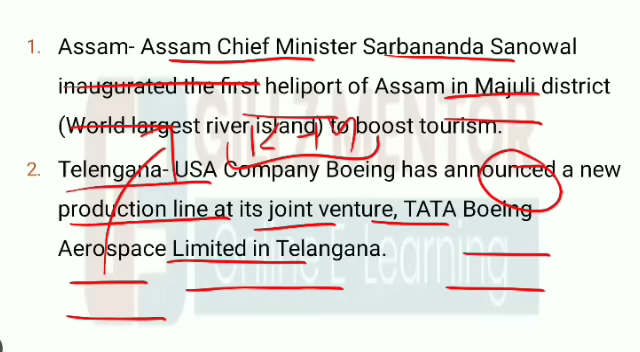 1. Assam- Assam Chief Minister Sarbananda Sanowal
inaugurated the first heliport of Assam in Majuli district
(World largest river island) to boost tourism.
2. Telengana- USA Company Boeing has announced a new
production line at its joint venture, TATA Boeing
Aerospace Limited in Telangana.
Online E Learning